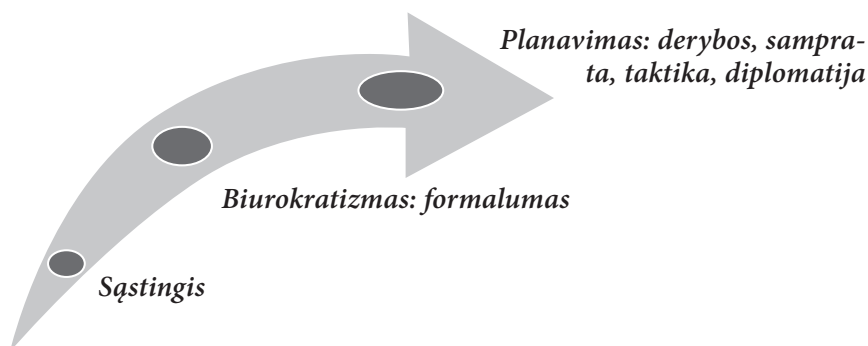 Planavimas: derybos, sampra-
ta, taktika, diplomatija
Biurokratizmas: formalumas
Sąstingis